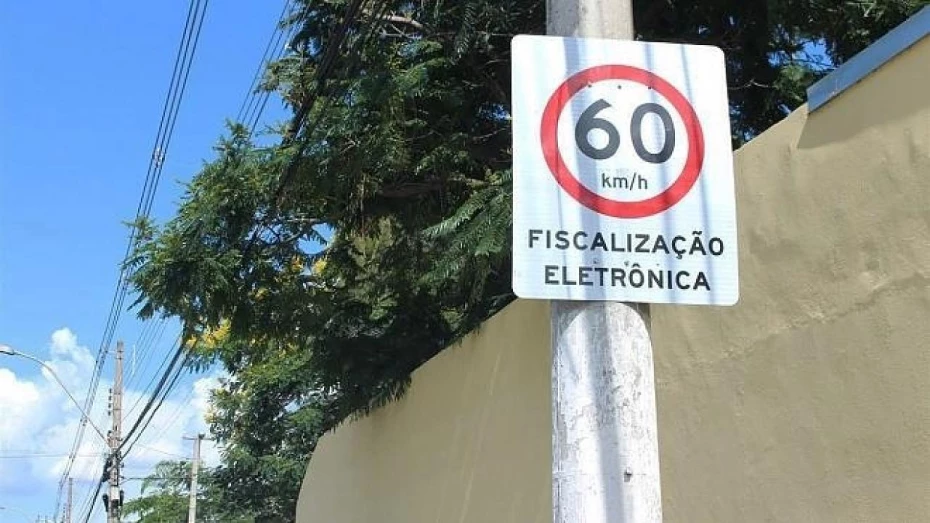 60
km/h
FISCALIZAÇÃO
ELETRÔNICA